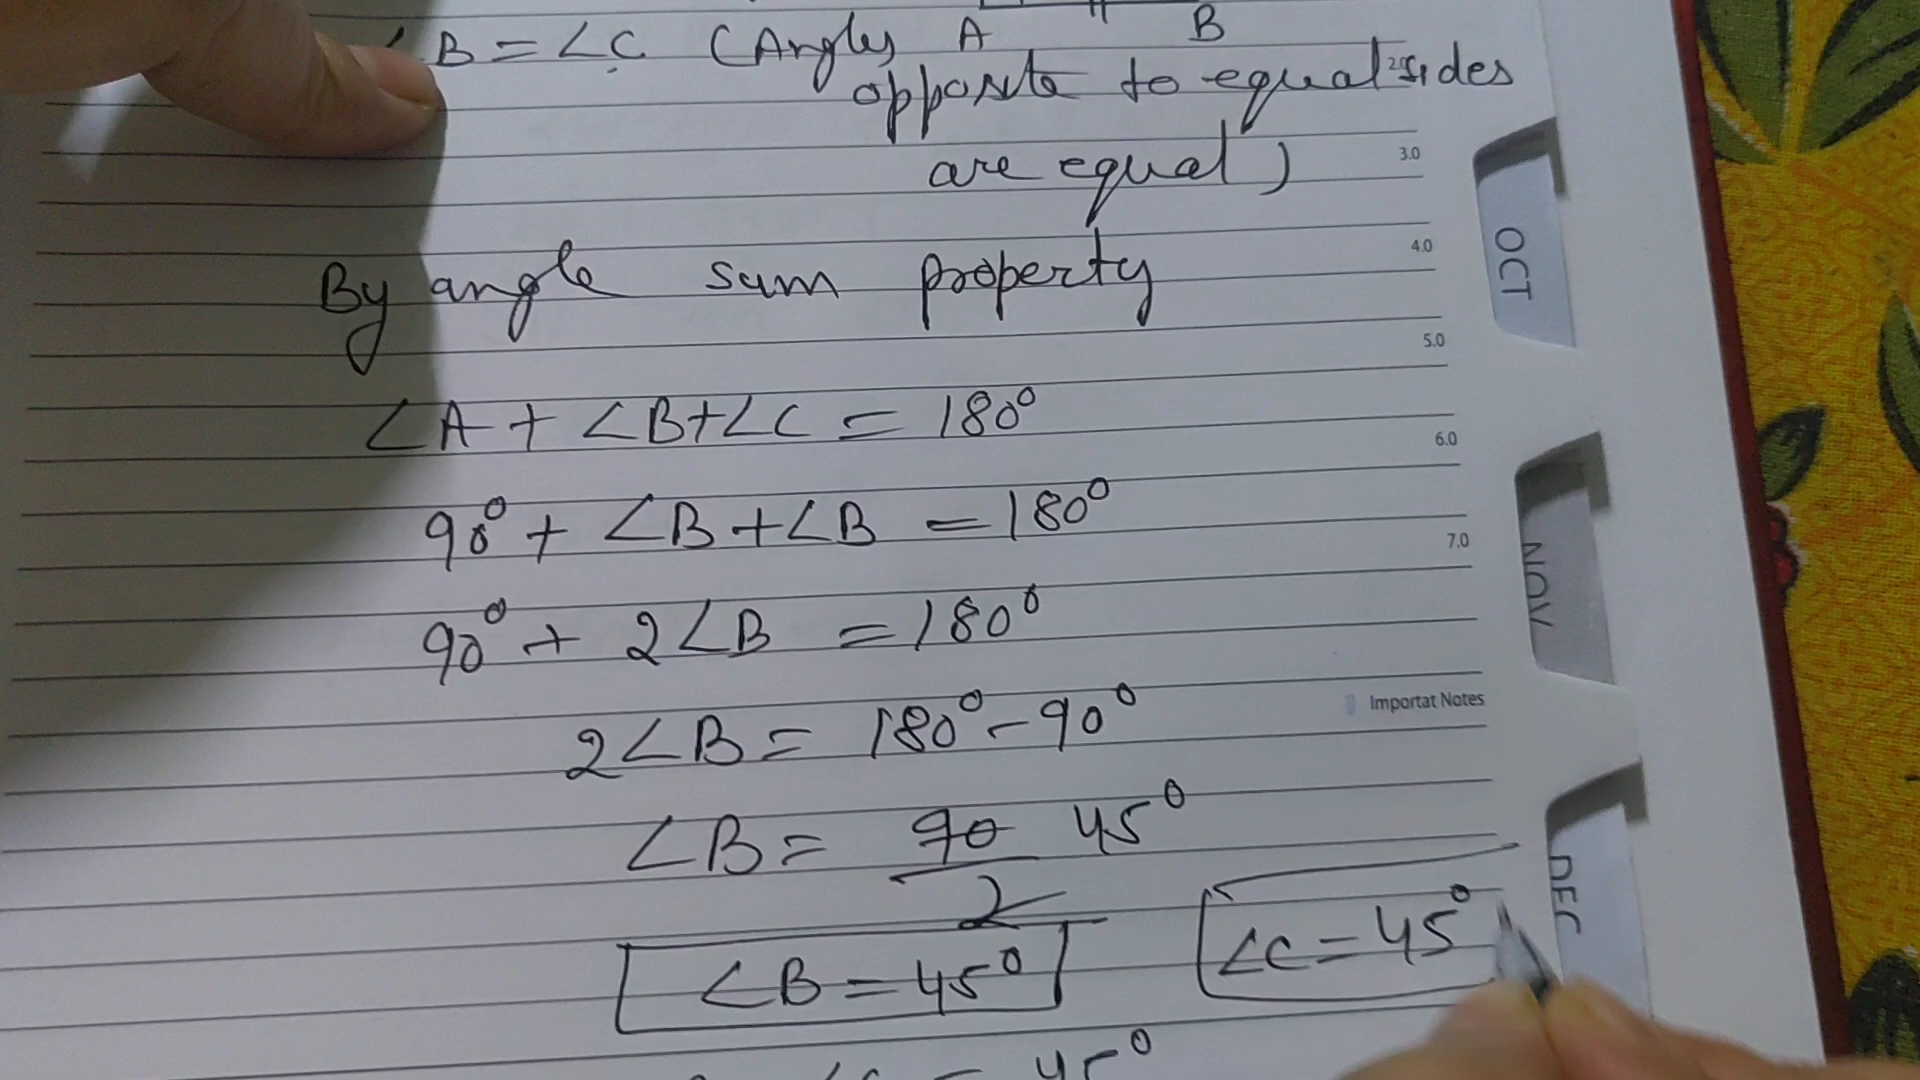 ∠B = ∠C (Angles A B
opposite to equal sides
are equal)
3.0
By angle sum property
4.0
OCT
5.0
∠A + ∠B + ∠C = 180°
6.0
90° + ∠B + ∠B = 180°
7.0
NOV
90° + 2∠B = 180°
2∠B = 180° - 90°
Importat Notes
∠B = 90/2 45°
DEC
∠B = 45° ∠C = 45°
= 45°